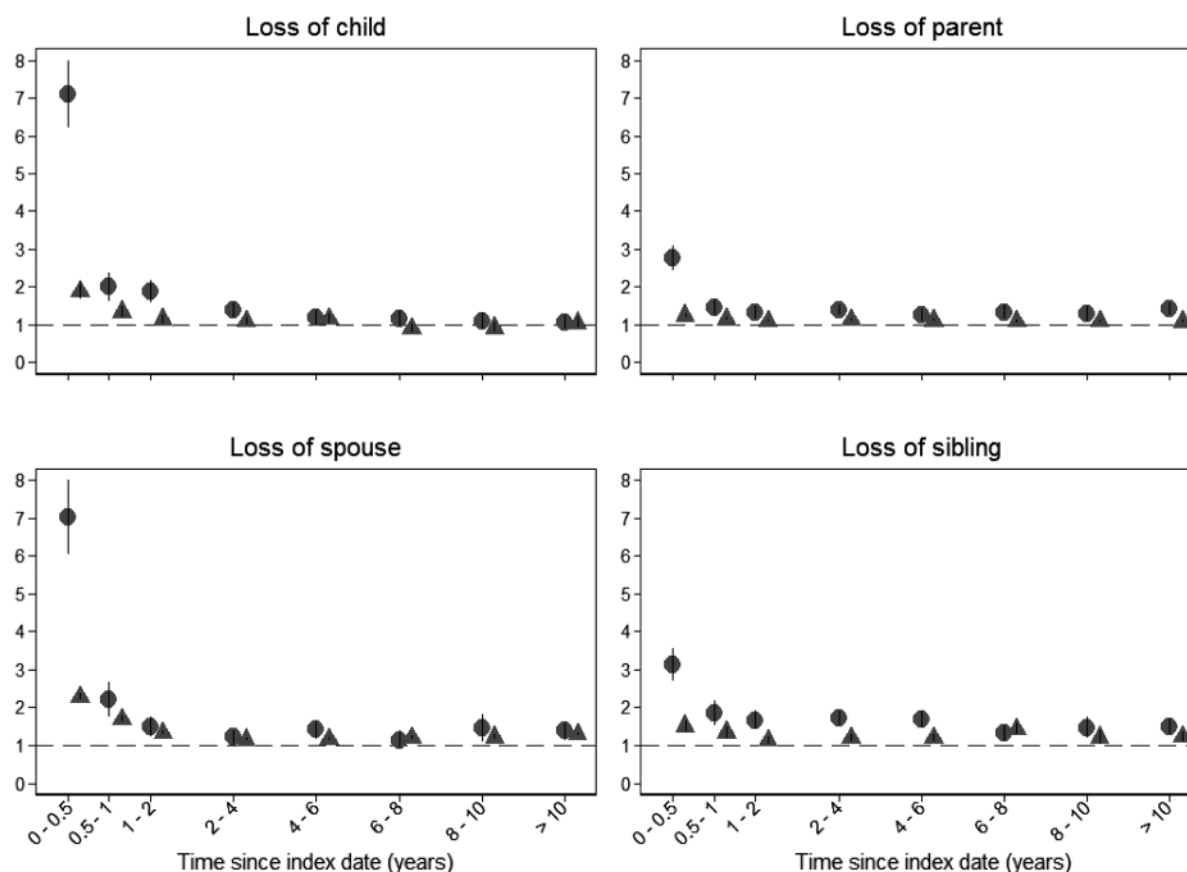 Loss of child
8
7
6
5
4
3
2
1
0
Loss of parent
8
7
6
5
4
3
2
1
0
Loss of spouse
8
7
6
5
4
3
2
1
0
0 - 0.5
0.5 - 1
1 - 2
2 - 4
4 - 6
6 - 8
8 - 10
> 10
Time since index date (years)
Loss of sibling
8
7
6
5
4
3
2
1
0
0 - 0.5
0.5 - 1
1 - 2
2 - 4
4 - 6
6 - 8
8 - 10
> 10
Time since index date (years)